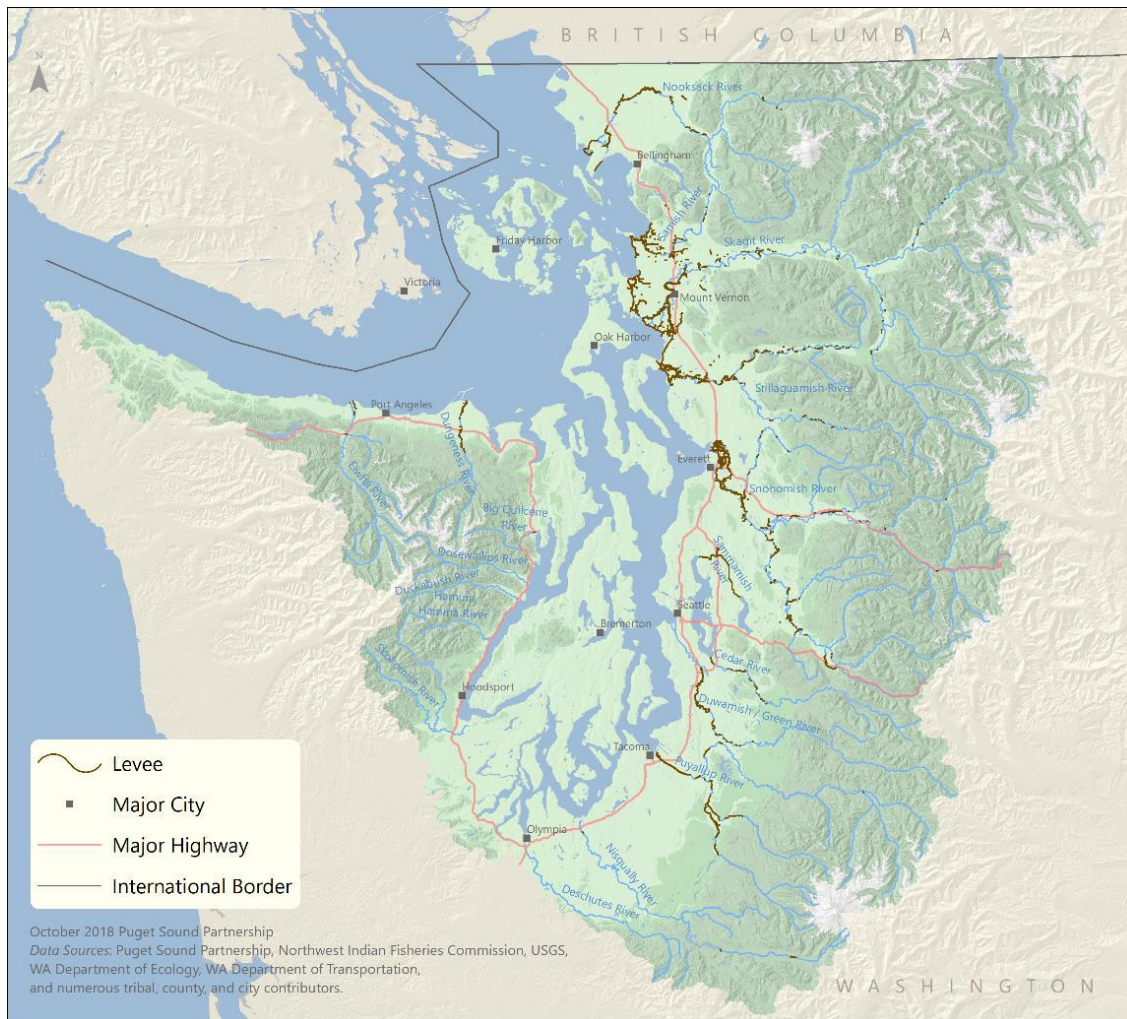 BRITISH COLUMBIA
N
Nooksack River
Bellingham
Samish River
Friday Harbor
Skagit River
Victoria
Mount Vernon
Oak Harbor
Stillaguamish River
Port Angeles
Dungeness River
Everett
Elwha River
Snohomish River
Big Quilcene
River
Sammamish
River
Dosewallips River
Duckabush River
Hamma
Hamma River
Seattle
Bremerton
Skokomish River
Cedar River
Hoodsport
Duwamish / Green River
Tacoma
Puyallup River
Olympia
Nisqually River
Deschutes River
Levee
Major City
Major Highway
International Border
October 2018 Puget Sound Partnership
Data Sources: Puget Sound Partnership, Northwest Indian Fisheries Commission, USGS,
WA Department of Ecology, WA Department of Transportation,
and numerous tribal, county, and city contributors.
WASHINGTON